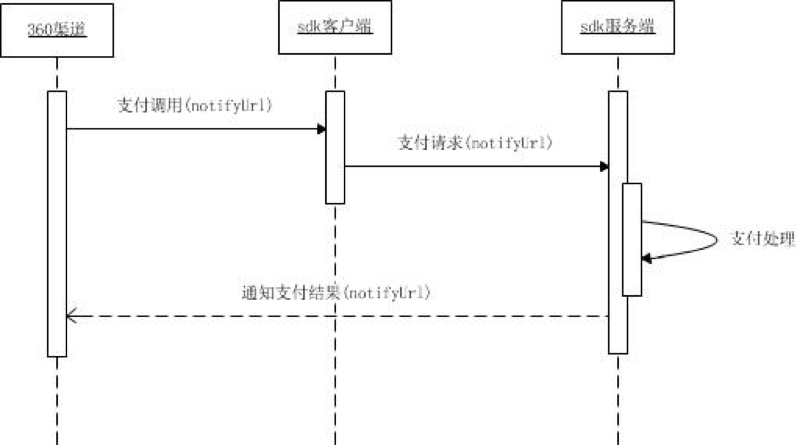 360渠道
sdk客户端
sdk服务端
支付调用(notifyUrl)
支付请求(notifyUrl)
支付处理
通知支付结果(notifyUrl)